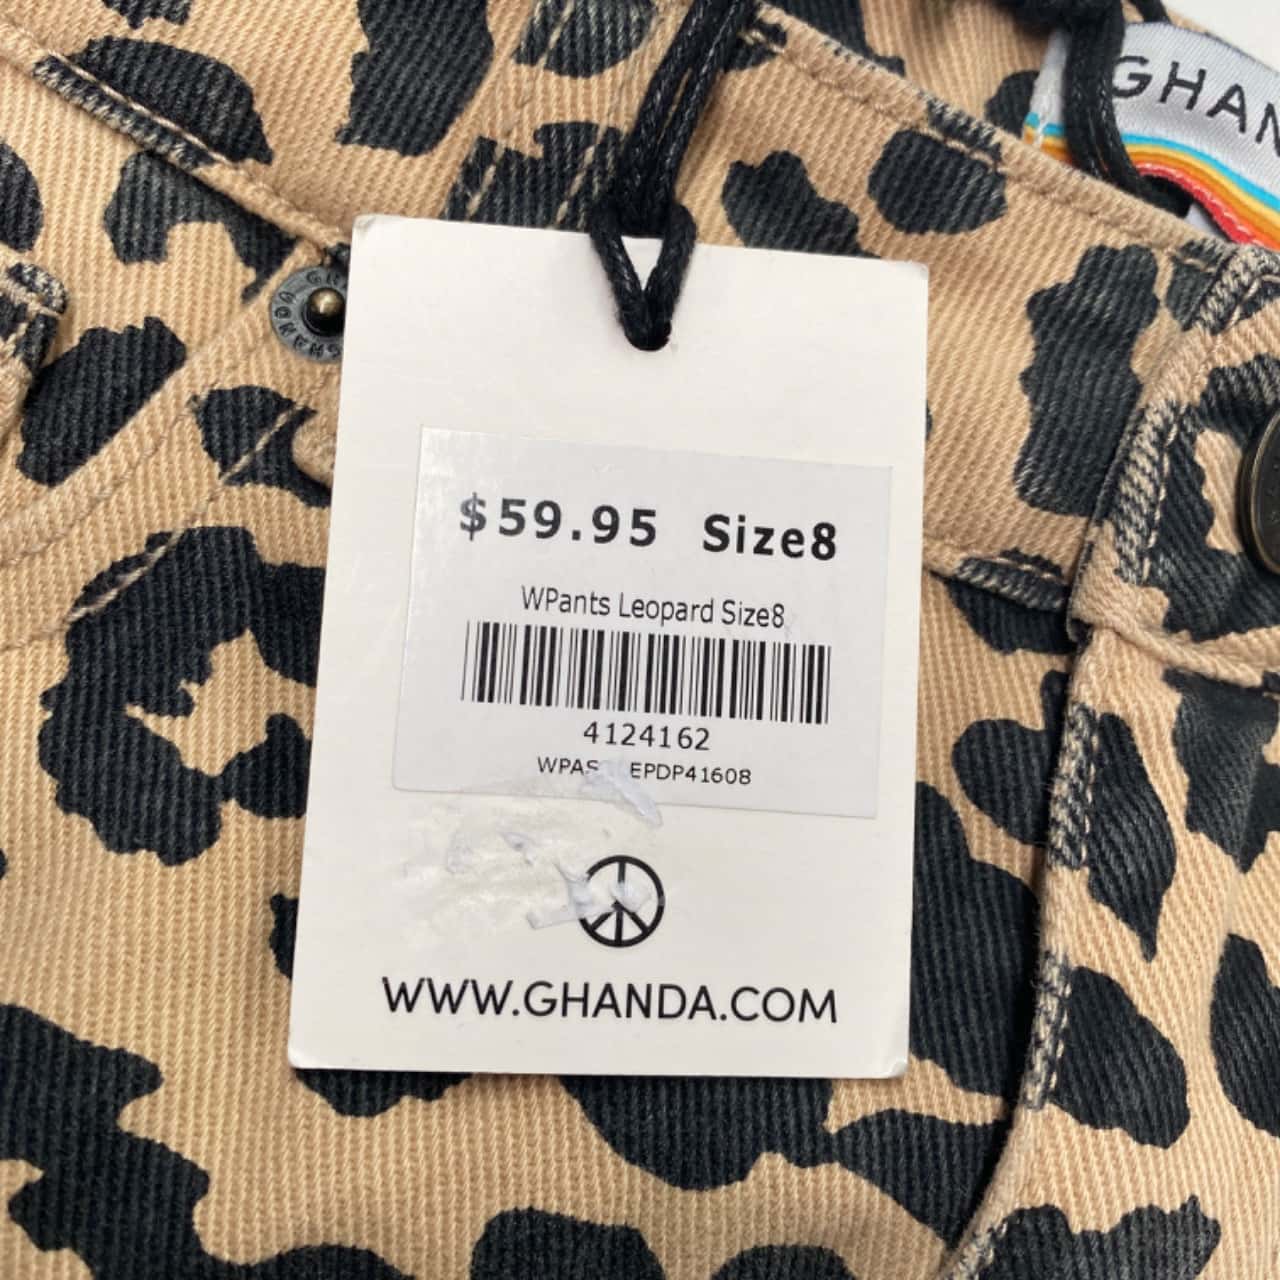 GHAN
$59.95 Size8
WPants Leopard Size8
4124162
EPDP41608
WWW.GHANDA.COM